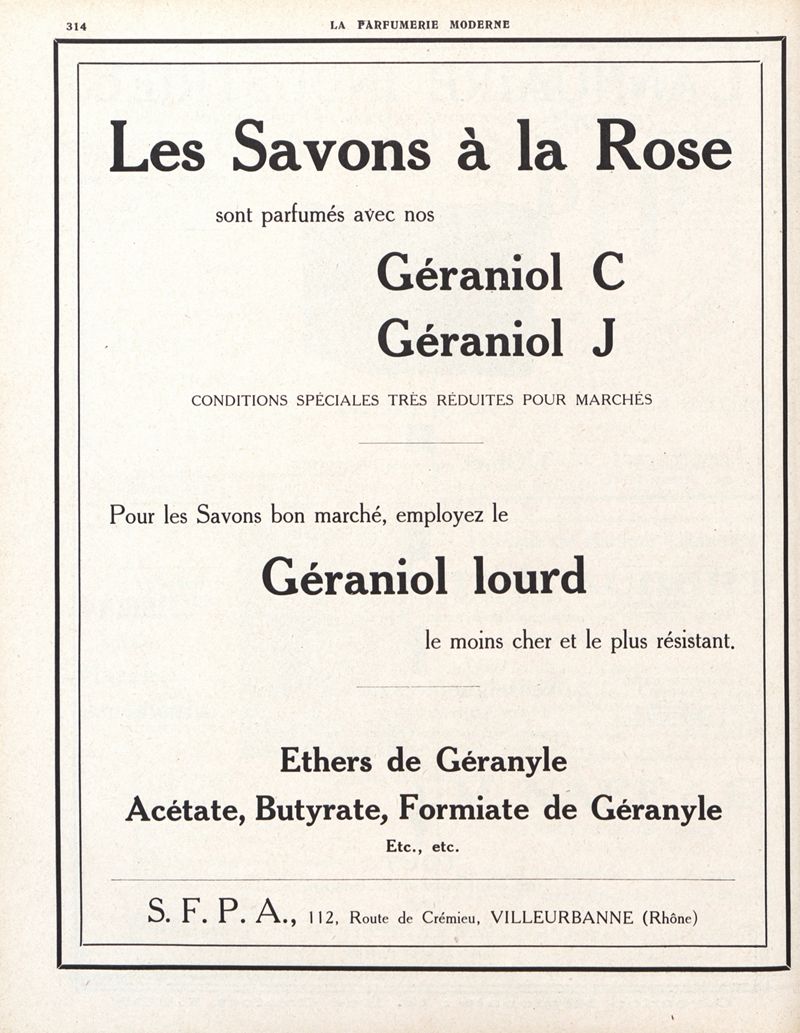 314
LA PARFUMERIE MODERNE
Les Savons à la Rose
sont parfumés avec nos
Géraniol C
Géraniol J
CONDITIONS SPÉCIALES TRÈS RÉDUITES POUR MARCHÉS
Pour les Savons bon marché, employez le
Géraniol lourd
le moins cher et le plus résistant.
Ethers de Géranyle
Acétate, Butyrate, Formiate de Géranyle
Etc., etc.
S. F. P. A., 112, Route de Crémieu, VILLEURBANNE (Rhône)